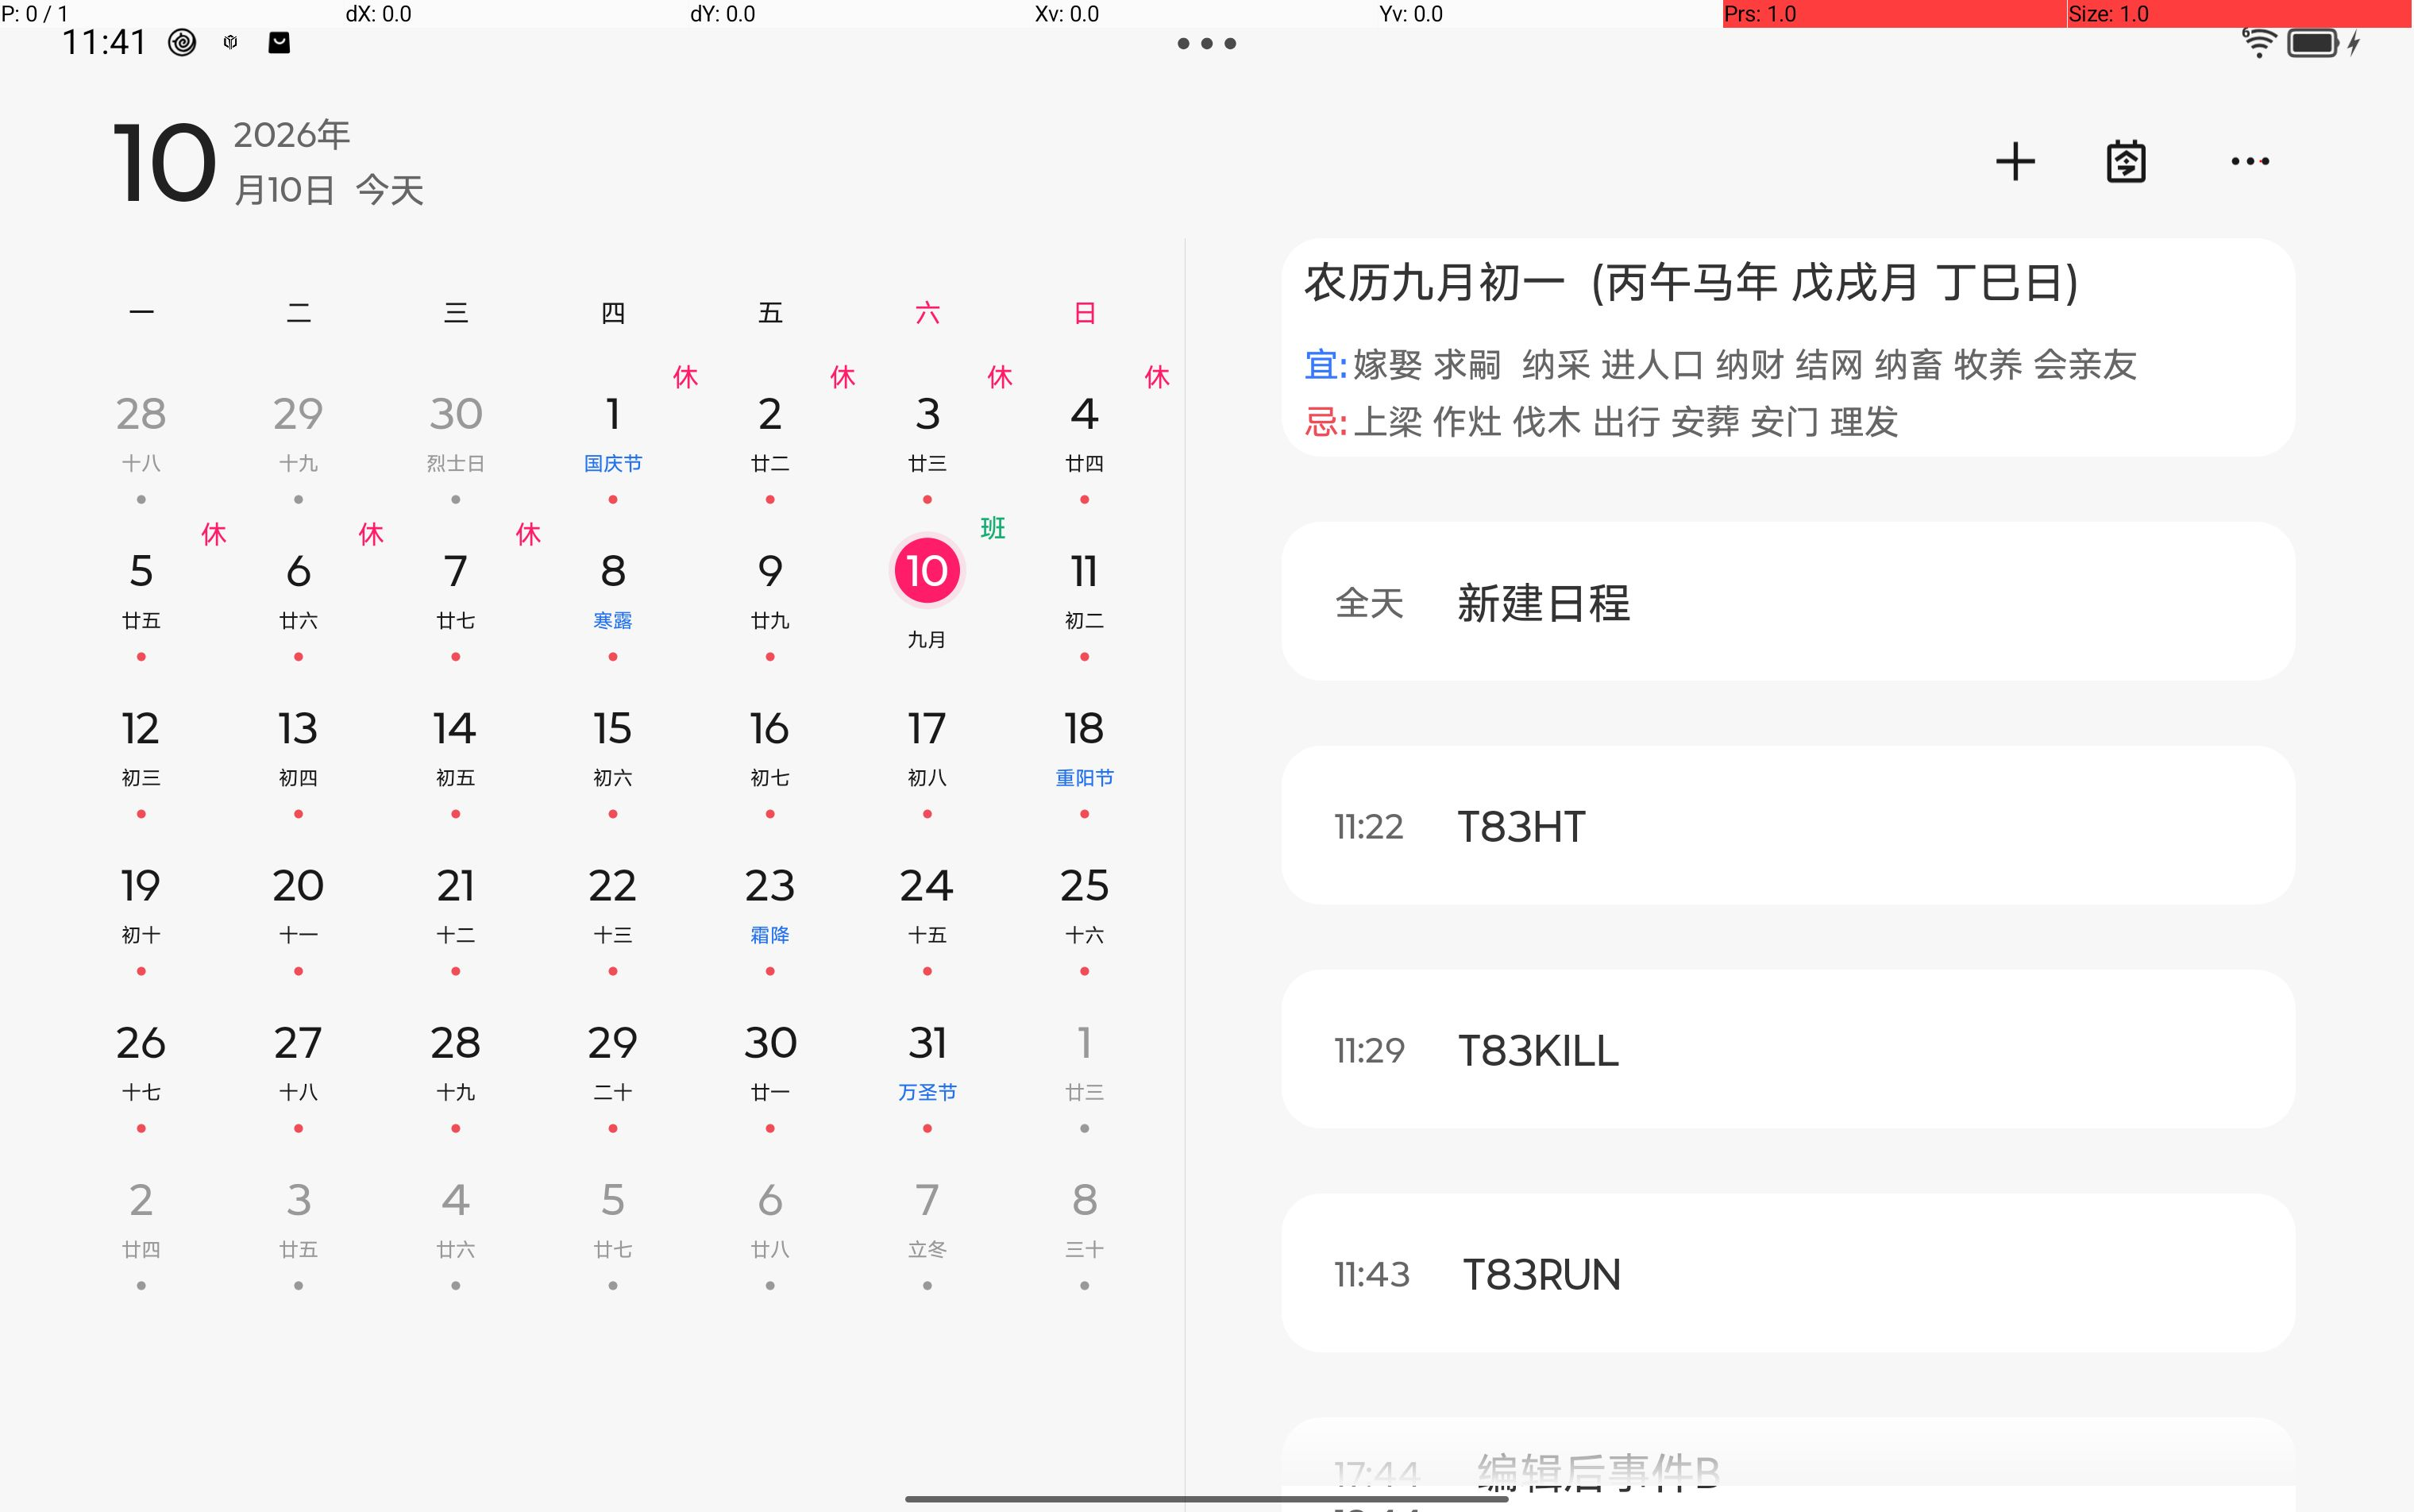 P: 0 / 1 dX: 0.0 dY: 0.0 Xv: 0.0 Yv: 0.0 Prs: 1.0 Size: 1.0
11:41
6
10
2026年
月10日 今天
今
一 二 三 四 五 六 日
休 休 休 休
28 29 30 1 2 3 4
十八 十九 烈士日 国庆节 廿二 廿三 廿四
休 休 休 班
5 6 7 8 9 10 11
廿五 廿六 廿七 寒露 廿九 九月 初二
12 13 14 15 16 17 18
初三 初四 初五 初六 初七 初八 重阳节
19 20 21 22 23 24 25
初十 十一 十二 十三 霜降 十五 十六
26 27 28 29 30 31 1
十七 十八 十九 二十 廿一 万圣节 廿三
2 3 4 5 6 7 8
廿四 廿五 廿六 廿七 廿八 立冬 三十
农历九月初一 (丙午马年 戊戌月 丁巳日)
宜: 嫁娶 求嗣 纳采 进人口 纳财 结网 纳畜 牧养 会亲友
忌: 上梁 作灶 伐木 出行 安葬 安门 理发
全天 新建日程
11:22 T83HT
11:29 T83KILL
11:43 T83RUN
17:44 编辑后事件B